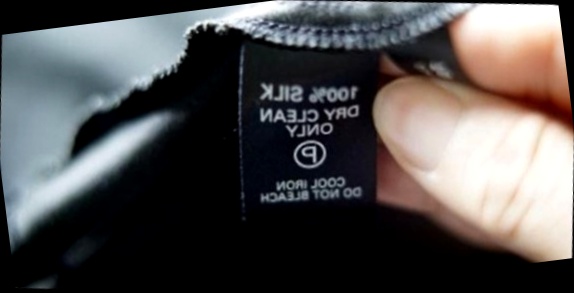 100% SILK
DRY CLEAN
ONLY
P
COOL IRON
DO NOT BLEACH